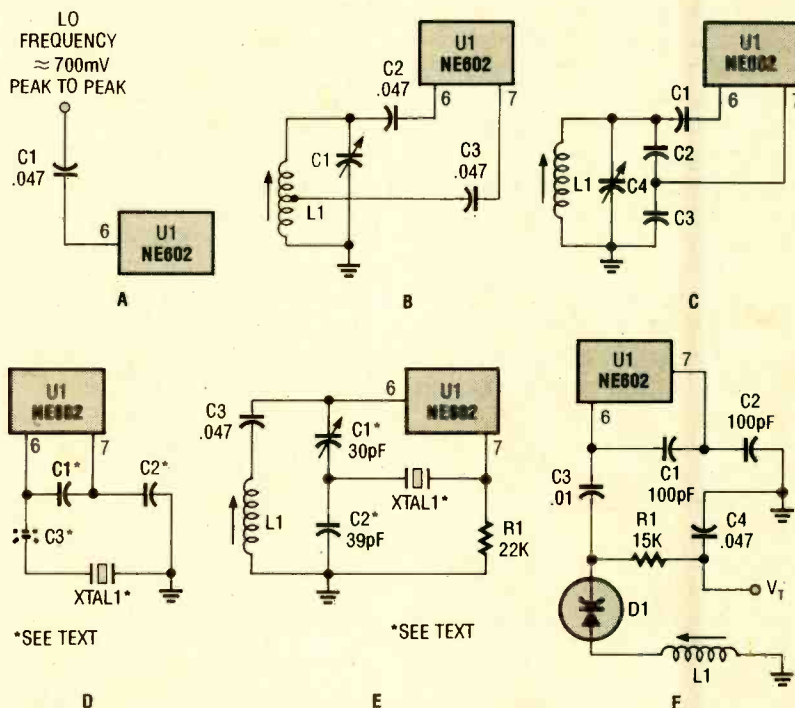 LO
FREQUENCY
≈ 700mV
PEAK TO PEAK
C1
.047
6
U1
NE602
A
U1
NE602
6
7
C2
.047
C1
C3
.047
L1
B
U1
NE602
6
7
C1
C2
L1
C4
C3
C
U1
NE602
6
7
C1*
C2*
C3*
XTAL1*
*SEE TEXT
D
U1
NE602
6
7
C3
.047
C1*
30pF
XTAL1*
L1
C2*
39pF
R1
22K
*SEE TEXT
E
U1
NE602
7
6
C2
100pF
C1
100pF
C3
.01
R1
15K
C4
.047
D1
VT
L1
F